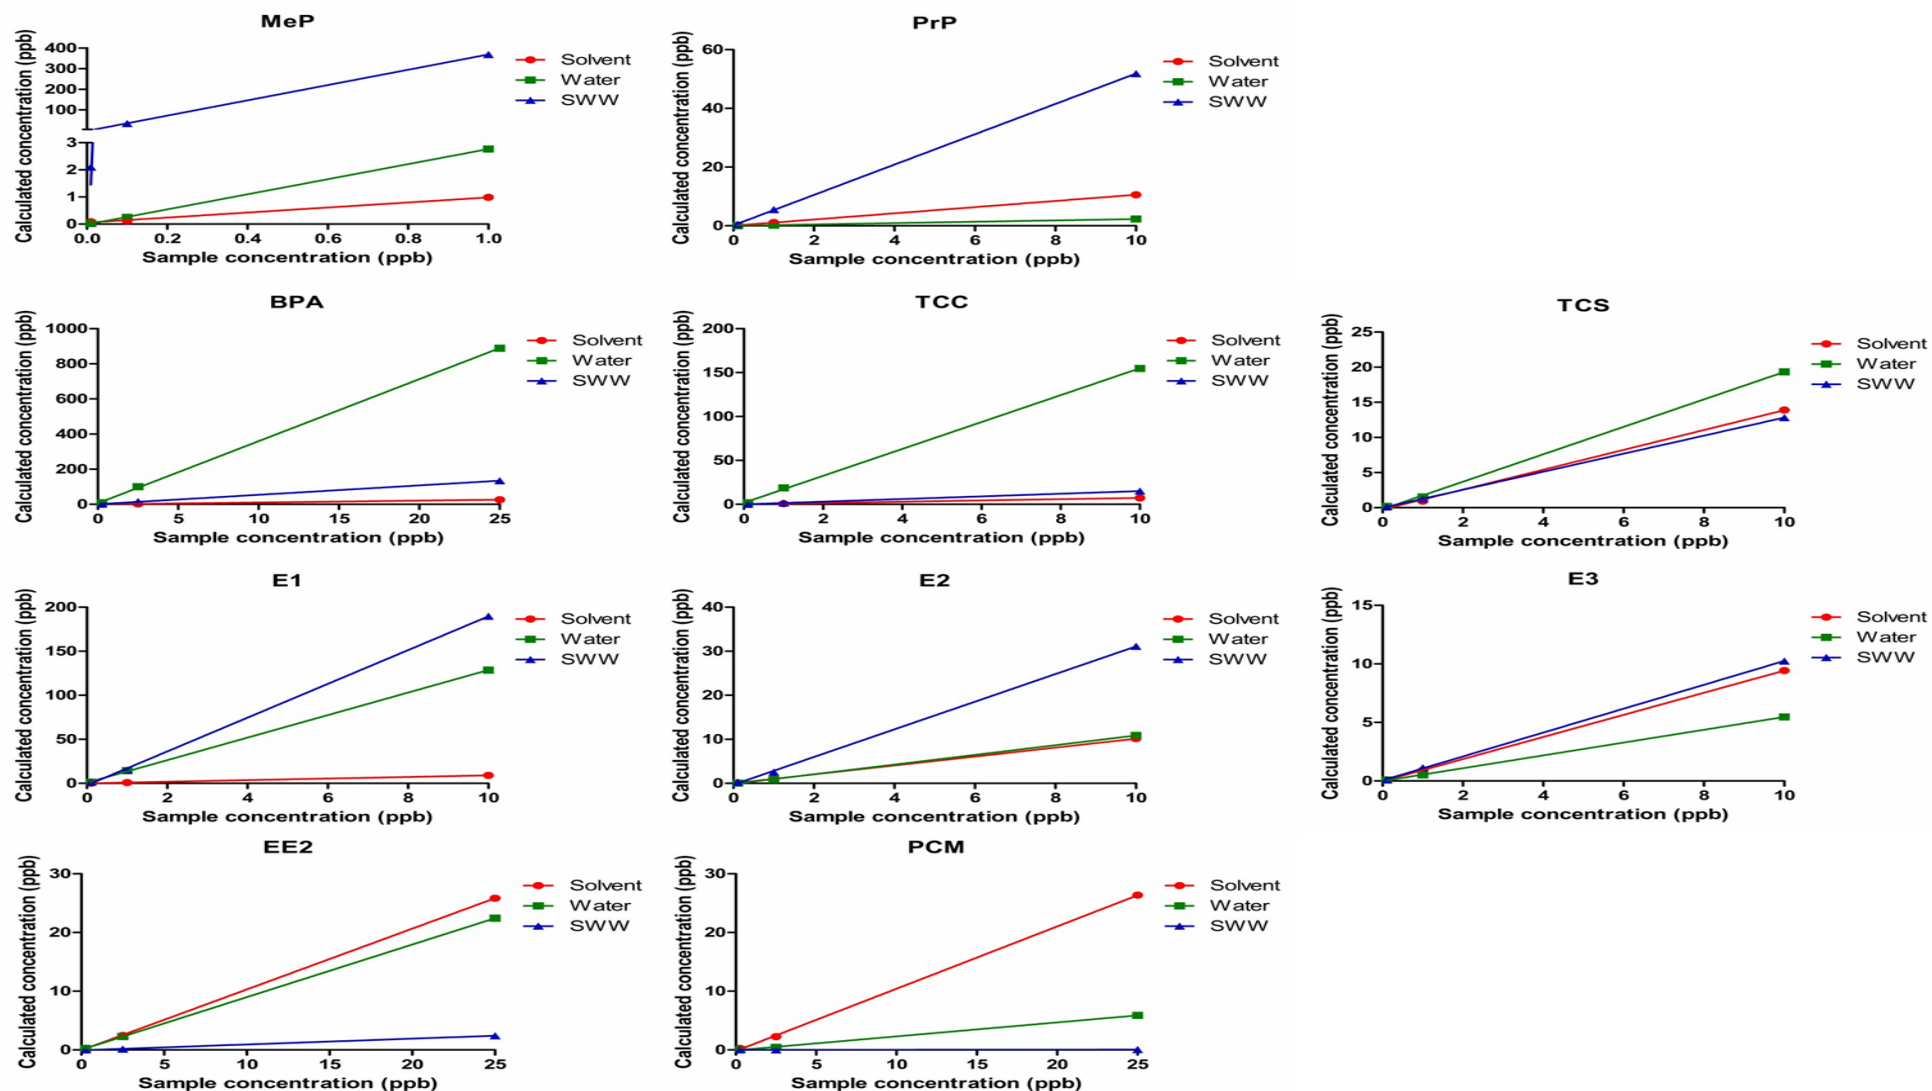 MeP
Calculated concentration (ppb)
400
300
200
100
3
2
1
0
0.0 0.2 0.4 0.6 0.8 1.0
Sample concentration (ppb)
Solvent
Water
SWW
PrP
Calculated concentration (ppb)
60
40
20
0
0 2 4 6 8 10
Sample concentration (ppb)
Solvent
Water
SWW
BPA
Calculated concentration (ppb)
1000
800
600
400
200
0
0 5 10 15 20 25
Sample concentration (ppb)
Solvent
Water
SWW
TCC
Calculated concentration (ppb)
200
150
100
50
0
0 2 4 6 8 10
Sample concentration (ppb)
Solvent
Water
SWW
TCS
Calculated concentration (ppb)
25
20
15
10
5
0
0 2 4 6 8 10
Sample concentration (ppb)
Solvent
Water
SWW
E1
Calculated concentration (ppb)
200
150
100
50
0
0 2 4 6 8 10
Sample concentration (ppb)
Solvent
Water
SWW
E2
Calculated concentration (ppb)
40
30
20
10
0
0 2 4 6 8 10
Sample concentration (ppb)
Solvent
Water
SWW
E3
Calculated concentration (ppb)
15
10
5
0
0 2 4 6 8 10
Sample concentration (ppb)
Solvent
Water
SWW
EE2
Calculated concentration (ppb)
30
20
10
0
0 5 10 15 20 25
Sample concentration (ppb)
Solvent
Water
SWW
PCM
Calculated concentration (ppb)
30
20
10
0
0 5 10 15 20 25
Sample concentration (ppb)
Solvent
Water
SWW